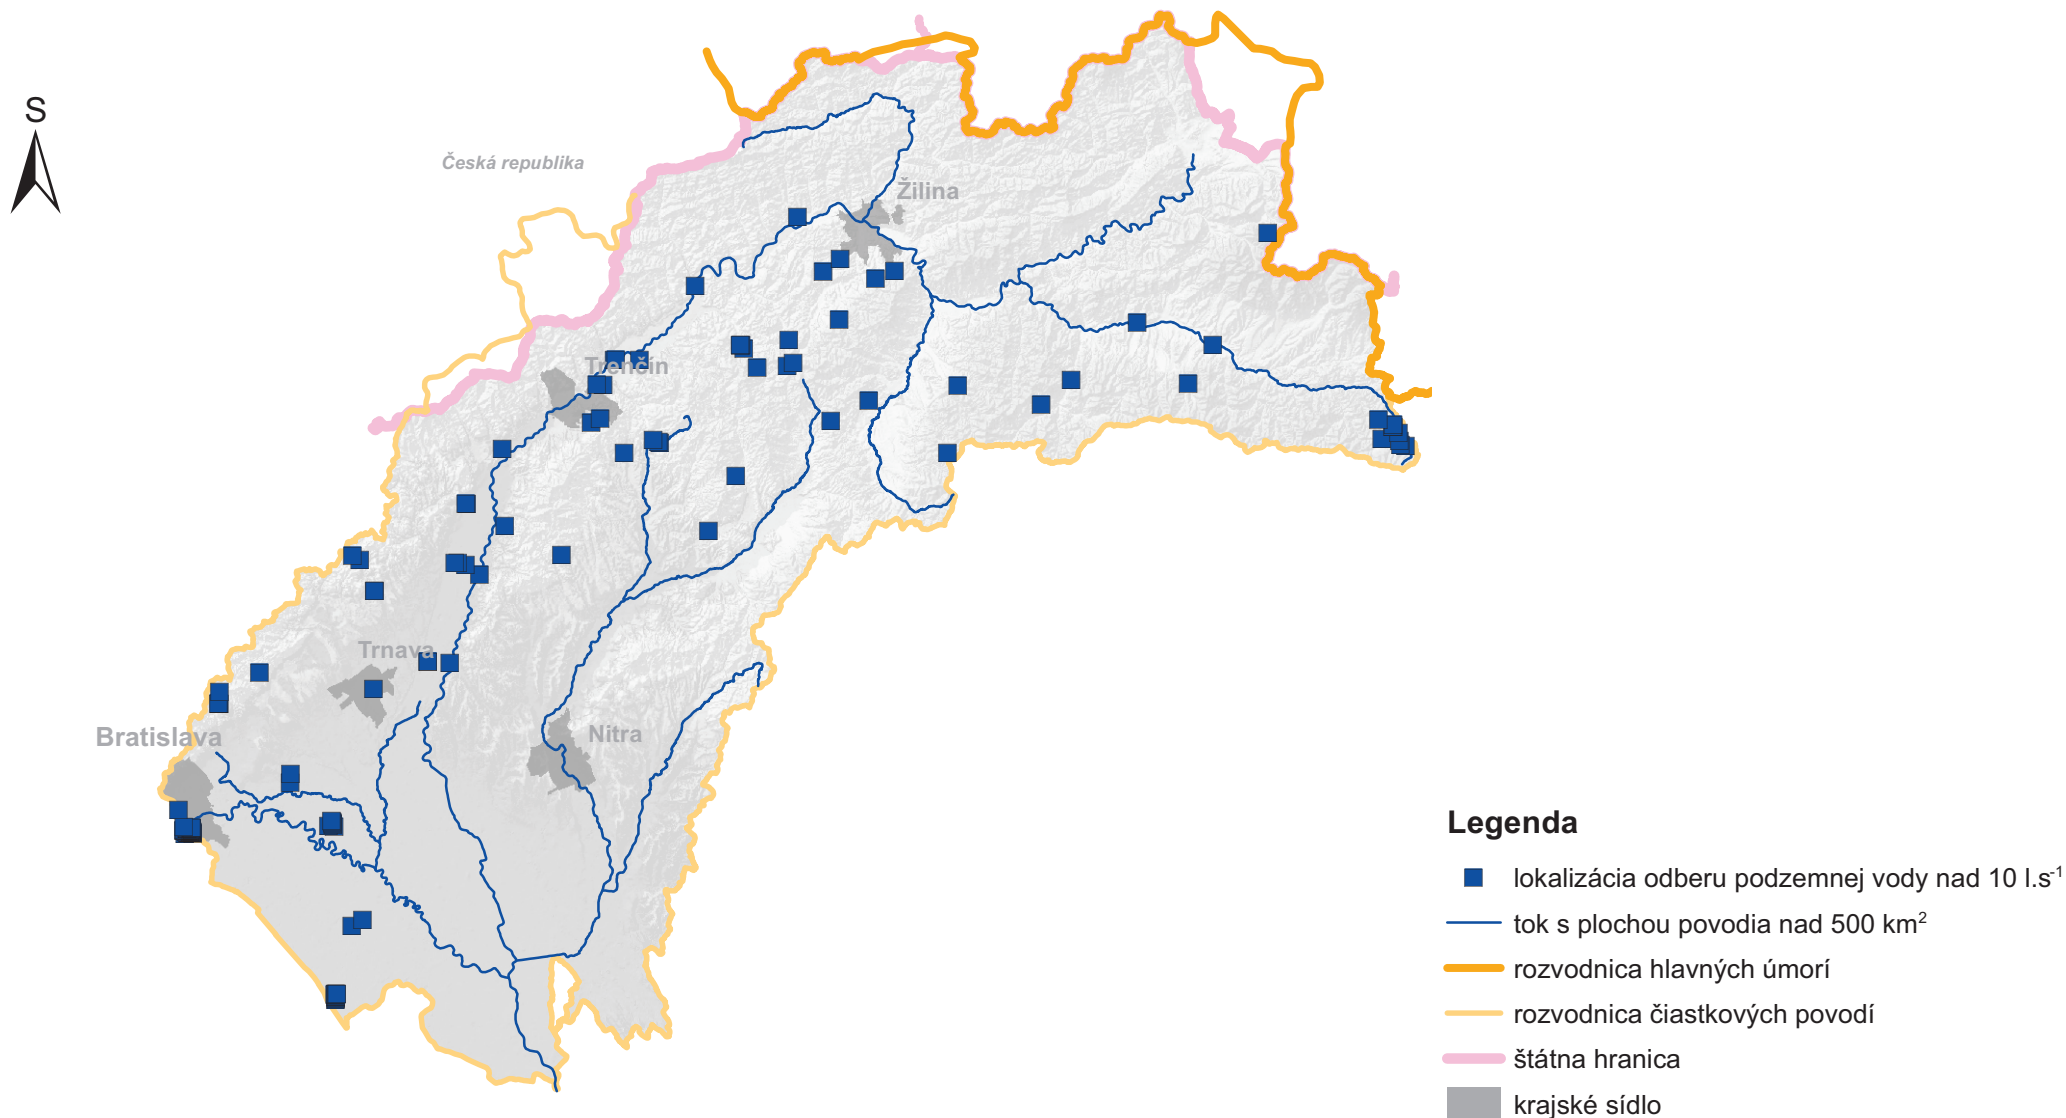 S
Česká republika
Žilina
Trenčín
Trnava
Bratislava
Nitra
Legenda
lokalizácia odberu podzemnej vody nad 10 l.s⁻¹
tok s plochou povodia nad 500 km²
rozvodnica hlavných úmorí
rozvodnica čiastkových povodí
štátna hranica
krajské sídlo